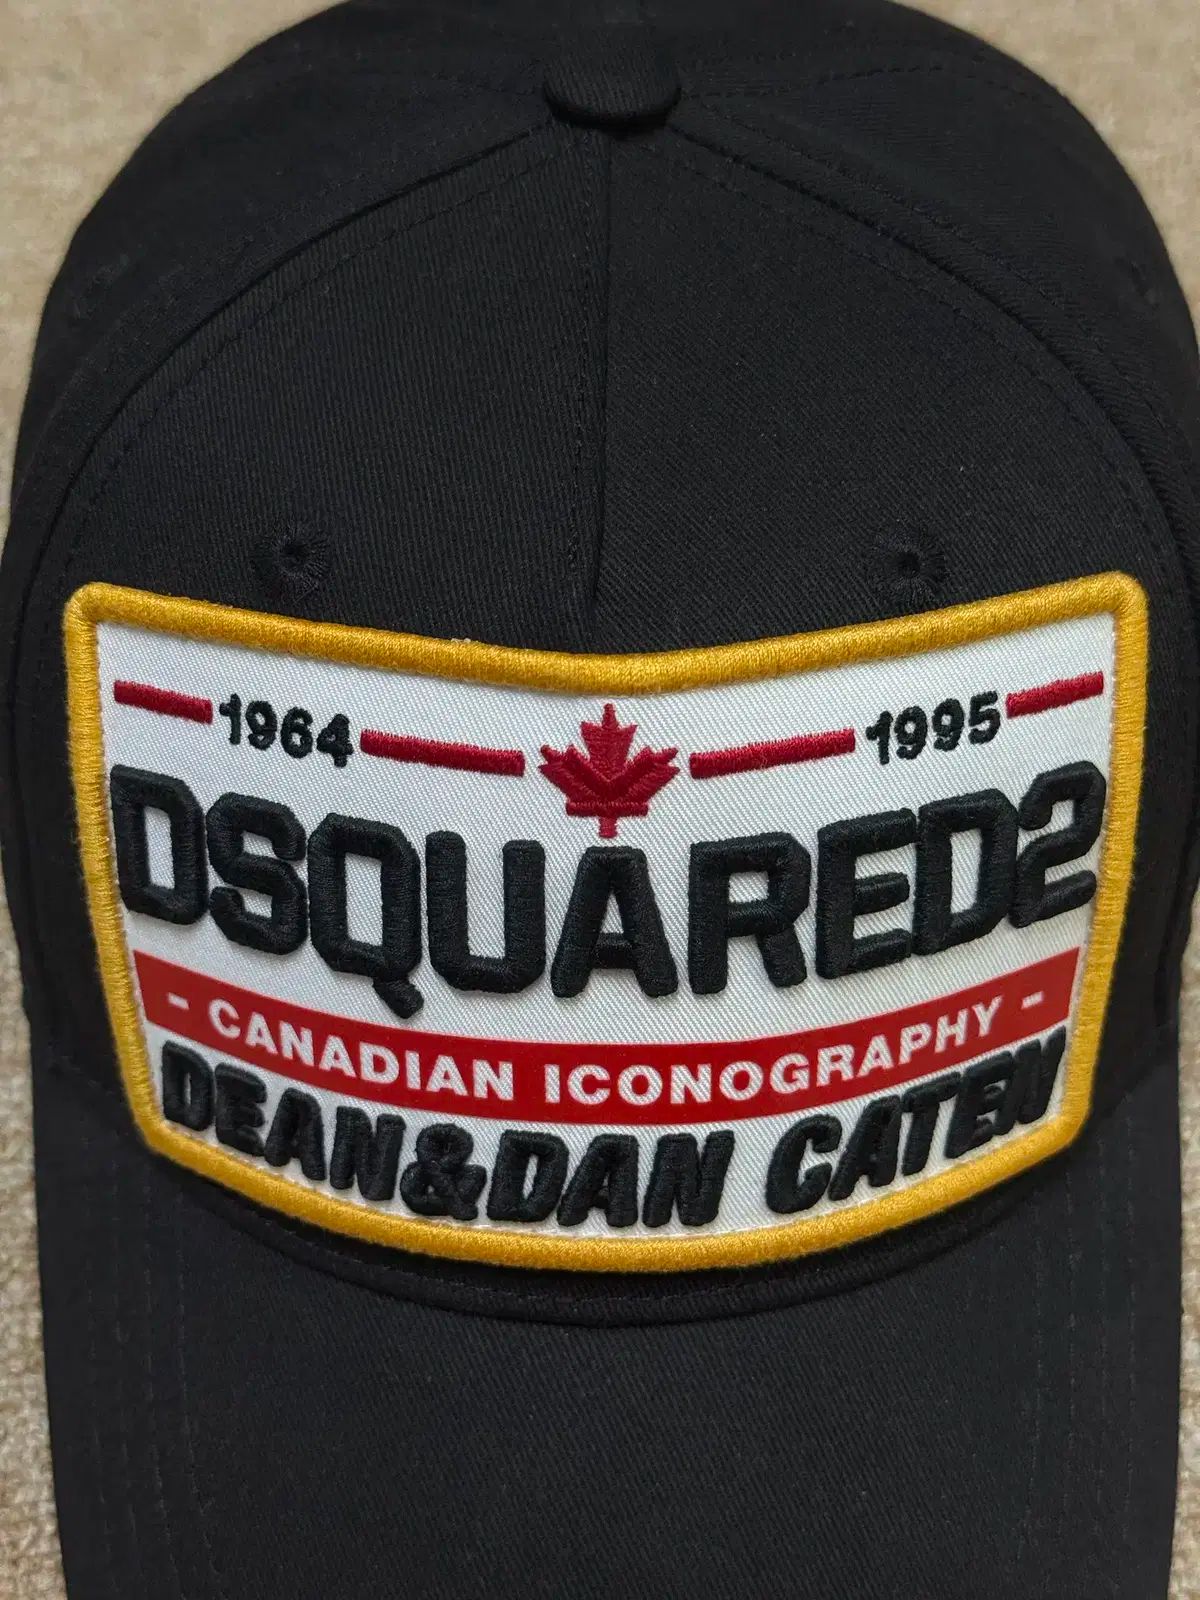 1964 1995
DSQUARED2
- CANADIAN ICONOGRAPHY -
DEAN&DAN CATEN